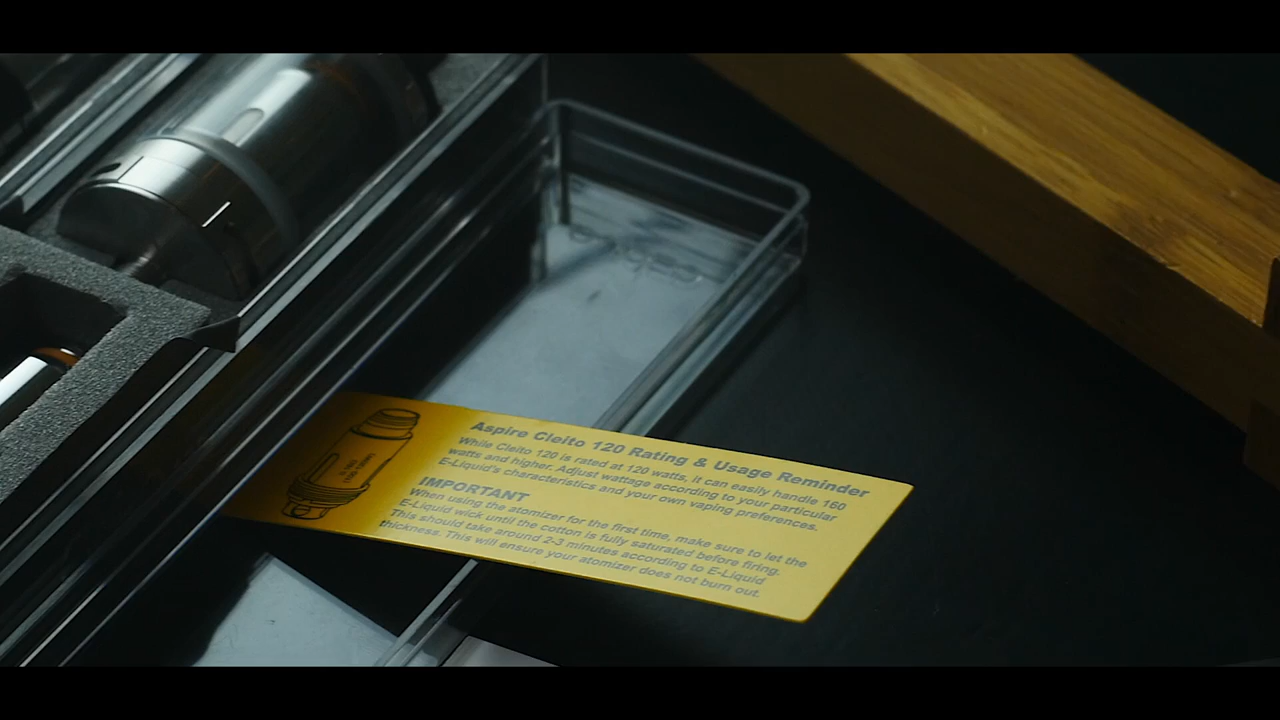 Aspire Cleito 120 Rating & Usage Reminder
While Cleito 120 is rated at 120 watts, it can easily handle 160
watts and higher. Adjust wattage according to your particular
E-Liquid's characteristics and your own vaping preferences.
IMPORTANT
When using the atomizer for the first time, make sure to let the
E-Liquid wick until the cotton is fully saturated before firing.
This should take around 2-3 minutes according to E-Liquid
thickness. This will ensure your atomizer does not burn out.